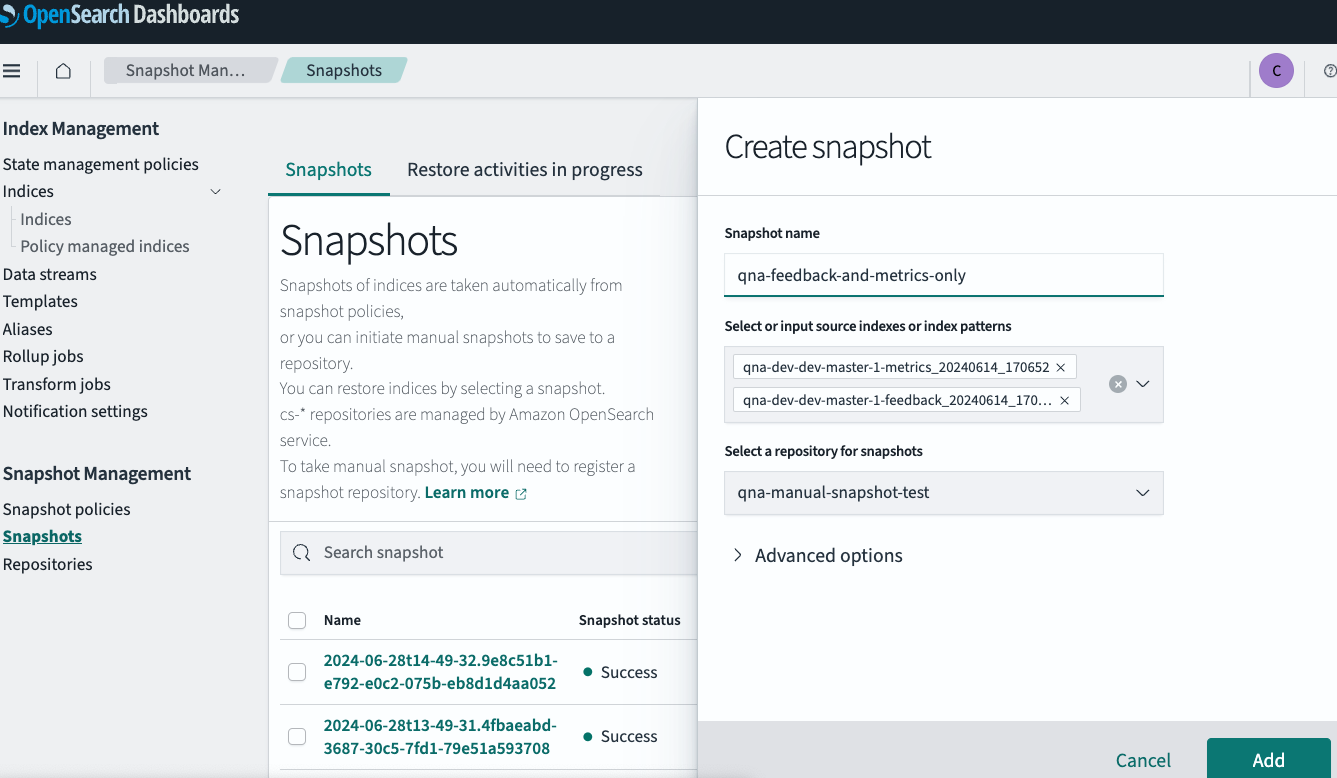 OpenSearch Dashboards
Snapshot Man...
Snapshots
C
Index Management
State management policies
Indices
Indices
Policy managed indices
Data streams
Templates
Aliases
Rollup jobs
Transform jobs
Notification settings
Snapshot Management
Snapshot policies
Snapshots
Repositories
Snapshots
Restore activities in progress
Snapshots
Snapshots of indices are taken automatically from
snapshot policies,
or you can initiate manual snapshots to save to a
repository.
You can restore indices by selecting a snapshot.
cs-* repositories are managed by Amazon OpenSearch
service.
To take manual snapshot, you will need to register a
snapshot repository. Learn more
Search snapshot
Name
Snapshot status
2024-06-28t14-49-32.9e8c51b1-
e792-e0c2-075b-eb8d1d4aa052
Success
2024-06-28t13-49-31.4fbaeabd-
3687-30c5-7fd1-79e51a593708
Success
Create snapshot
Snapshot name
qna-feedback-and-metrics-only
Select or input source indexes or index patterns
qna-dev-dev-master-1-metrics_20240614_170652
qna-dev-dev-master-1-feedback_20240614_170...
Select a repository for snapshots
qna-manual-snapshot-test
Advanced options
Cancel
Add